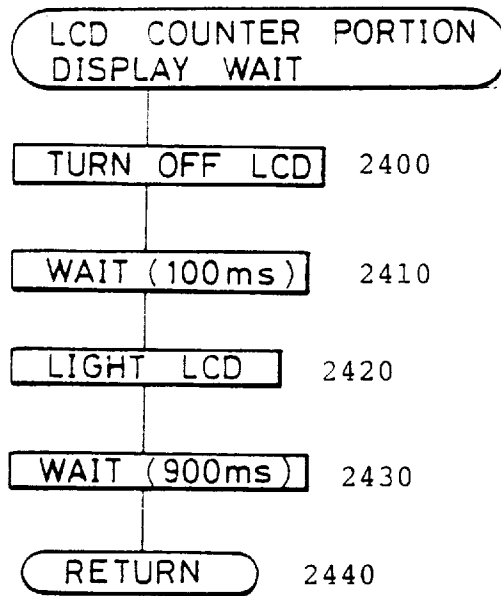 LCD COUNTER PORTION
DISPLAY WAIT
TURN OFF LCD 2400
WAIT (100ms) 2410
LIGHT LCD 2420
WAIT (900ms) 2430
RETURN 2440